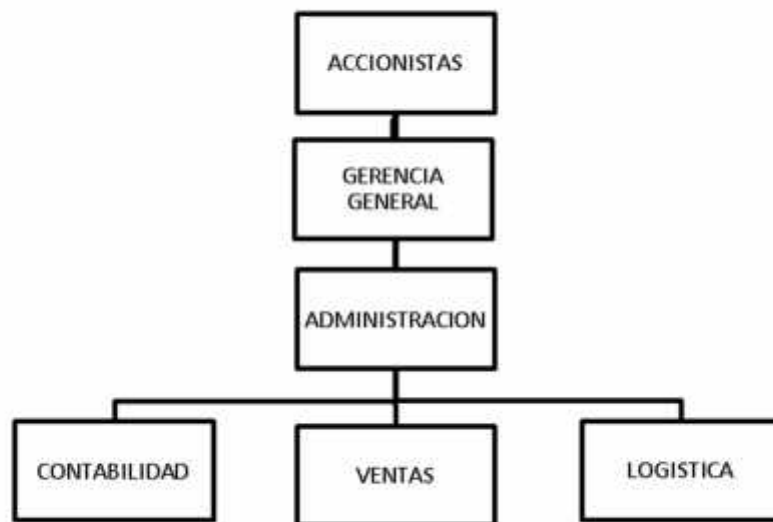 ACCIONISTAS
GERENCIA
GENERAL
ADMINISTRACION
CONTABILIDAD
VENTAS
LOGISTICA